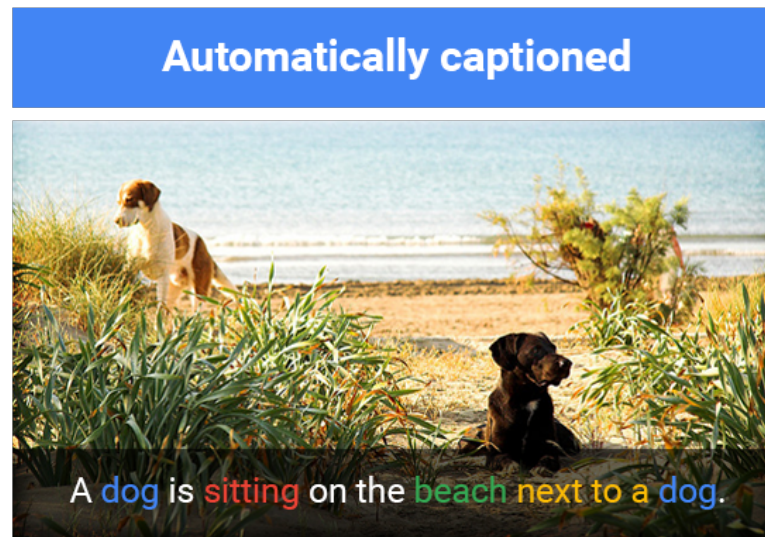 Automatically captioned
A dog is sitting on the beach next to a dog.